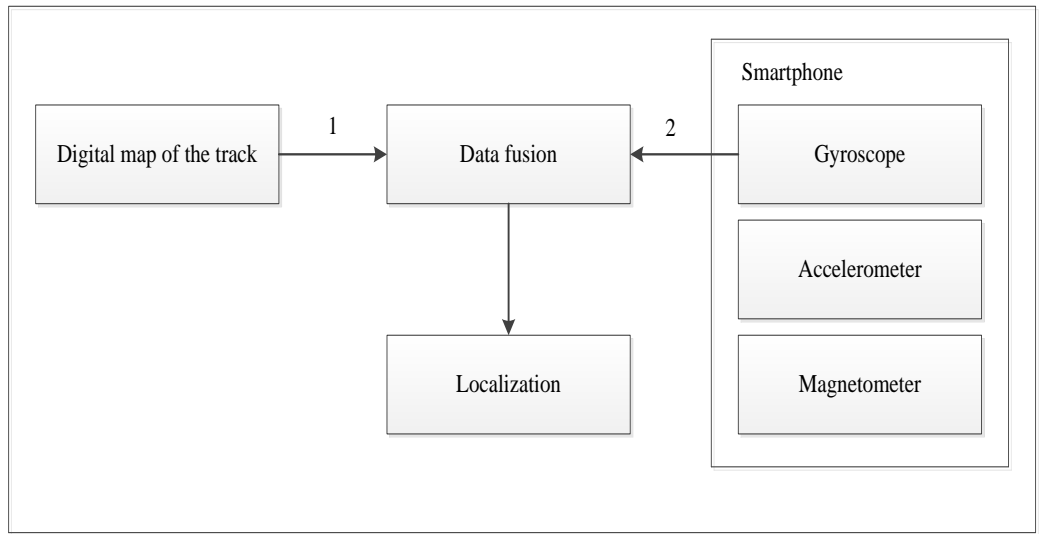 Smartphone
1
2
Digital map of the track
Data fusion
Gyroscope
Accelerometer
Localization
Magnetometer